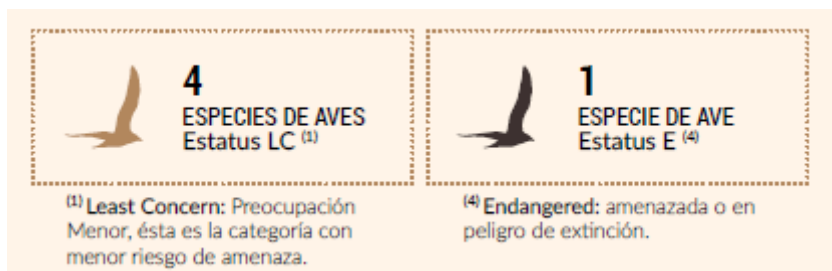 4
ESPECIES DE AVES
Estatus LC (1)
(1) Least Concern: Preocupación
Menor, ésta es la categoría con
menor riesgo de amenaza.
1
ESPECIE DE AVE
Estatus E (4)
(4) Endangered: amenazada o en
peligro de extinción.